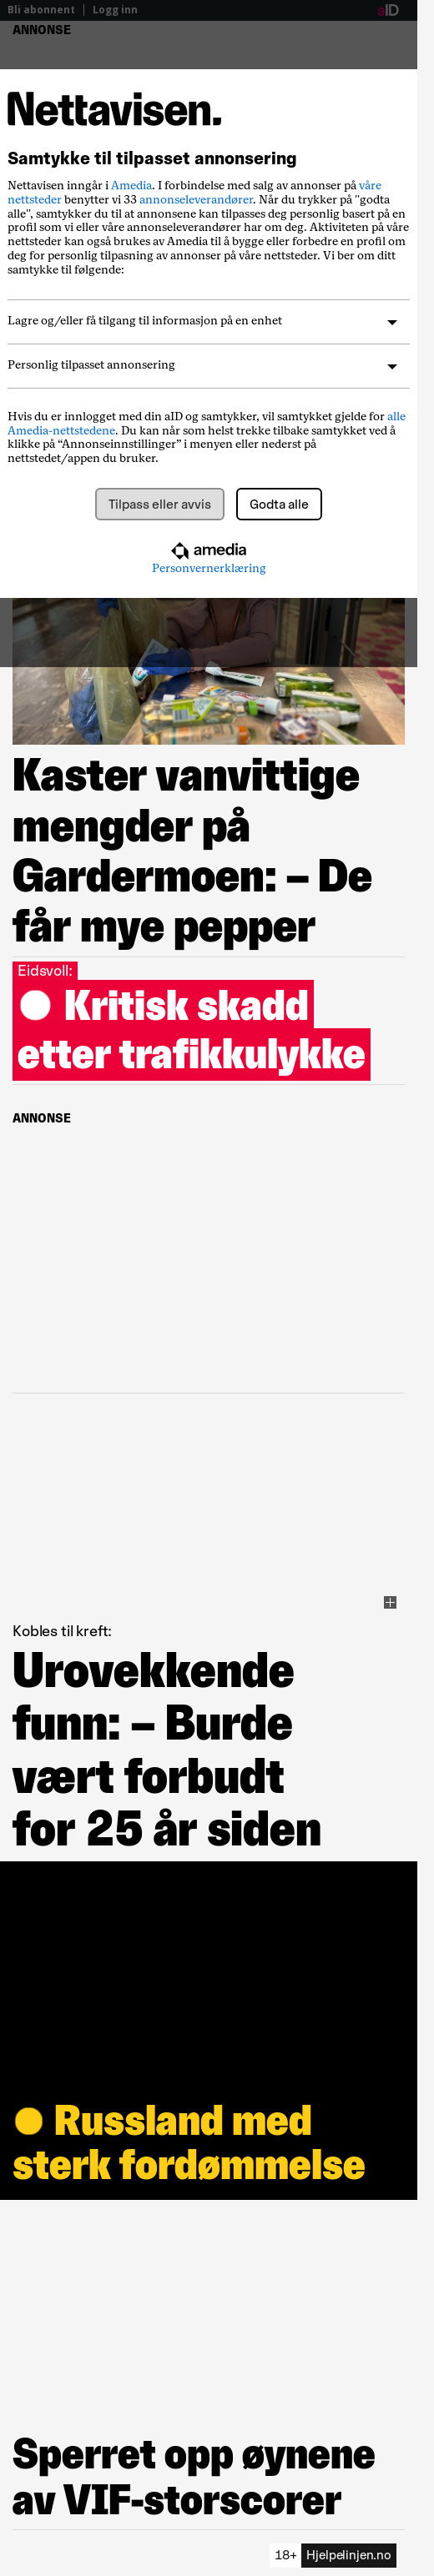 Bli abonnent | Logg inn
aID
ANNONSE
Nettavisen.
Samtykke til tilpasset annonsering
Nettavisen inngår i Amedia. I forbindelse med salg av annonser på våre
nettsteder benytter vi 33 annonseleverandører. Når du trykker på "godta
alle", samtykker du til at annonsene kan tilpasses deg personlig basert på en
profil som vi eller våre annonseleverandører har om deg. Aktiviteten på våre
nettsteder kan også brukes av Amedia til å bygge eller forbedre en profil om
deg for personlig tilpasning av annonser på våre nettsteder. Vi ber om ditt
samtykke til følgende:
Lagre og/eller få tilgang til informasjon på en enhet
Personlig tilpasset annonsering
Hvis du er innlogget med din aID og samtykker, vil samtykket gjelde for alle
Amedia-nettstedene. Du kan når som helst trekke tilbake samtykket ved å
klikke på “Annonseinnstillinger” i menyen eller nederst på
nettstedet/appen du bruker.
Tilpass eller avvis
Godta alle
amedia
Personvernerklæring
Kaster vanvittige
mengder på
Gardermoen: – De
får mye pepper
Eidsvoll:
Kritisk skadd
etter trafikkulykke
ANNONSE
Kobles til kreft:
Urovekkende
funn: – Burde
vært forbudt
for 25 år siden
Russland med
sterk fordømmelse
Sperret opp øynene
av VIF-storscorer
18+ Hjelpelinjen.no